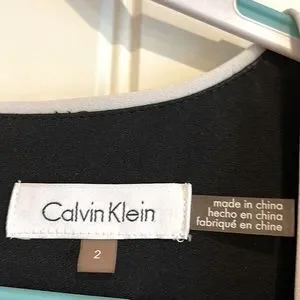 Calvin Klein
made in china
hecho en china
fabriqué en chine
2